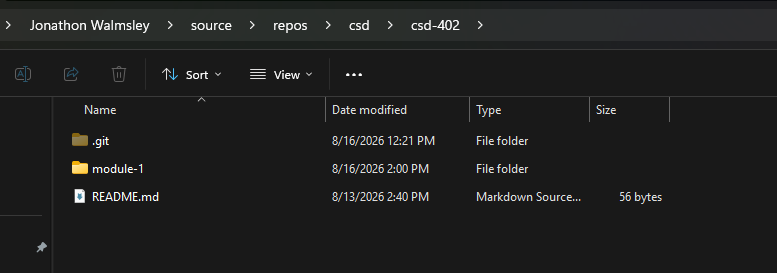 Jonathon Walmsley > source > repos > csd > csd-402 >
Sort View
Name Date modified Type Size
.git 8/16/2026 12:21 PM File folder
module-1 8/16/2026 2:00 PM File folder
README.md 8/13/2026 2:40 PM Markdown Source... 56 bytes